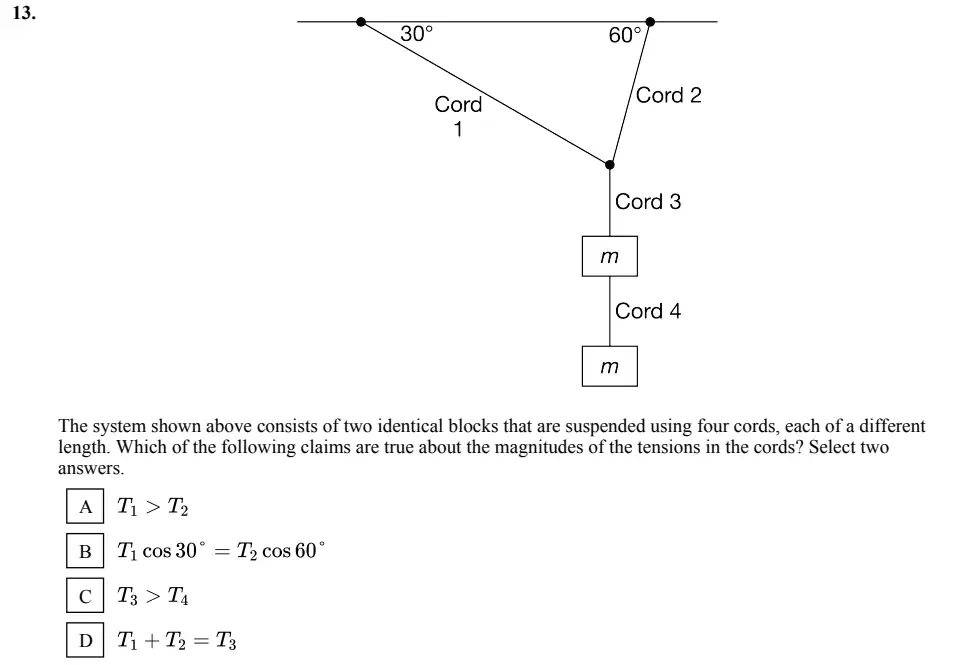 13.
30°
60°
Cord 2
Cord
1
Cord 3
m
Cord 4
m
The system shown above consists of two identical blocks that are suspended using four cords, each of a different
length. Which of the following claims are true about the magnitudes of the tensions in the cords? Select two
answers.
A T₁ > T₂
B T₁ cos 30° = T₂ cos 60°
C T₃ > T₄
D T₁ + T₂ = T₃